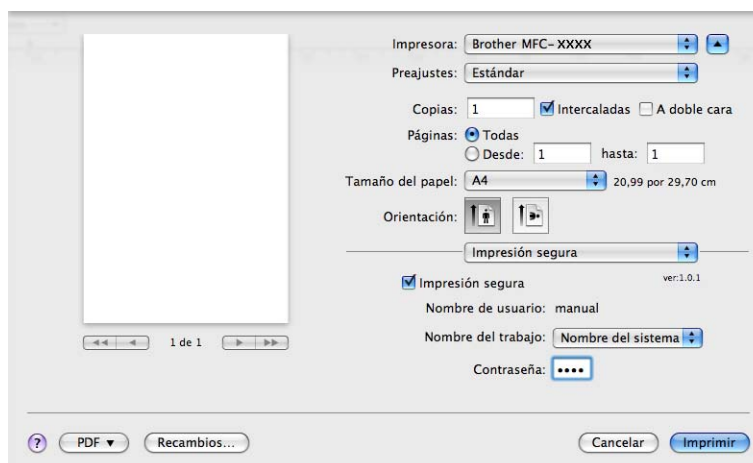 Impresora: Brother MFC-XXXX
Preajustes: Estándar
Copias: 1 Intercaladas A doble cara
Páginas: Todas
Desde: 1 hasta: 1
Tamaño del papel: A4 20,99 por 29,70 cm
Orientación:
Impresión segura
Impresión segura ver:1.0.1
Nombre de usuario: manual
1 de 1 Nombre del trabajo: Nombre del sistema
Contraseña: ••••
? PDF ▼ Recambios... Cancelar Imprimir